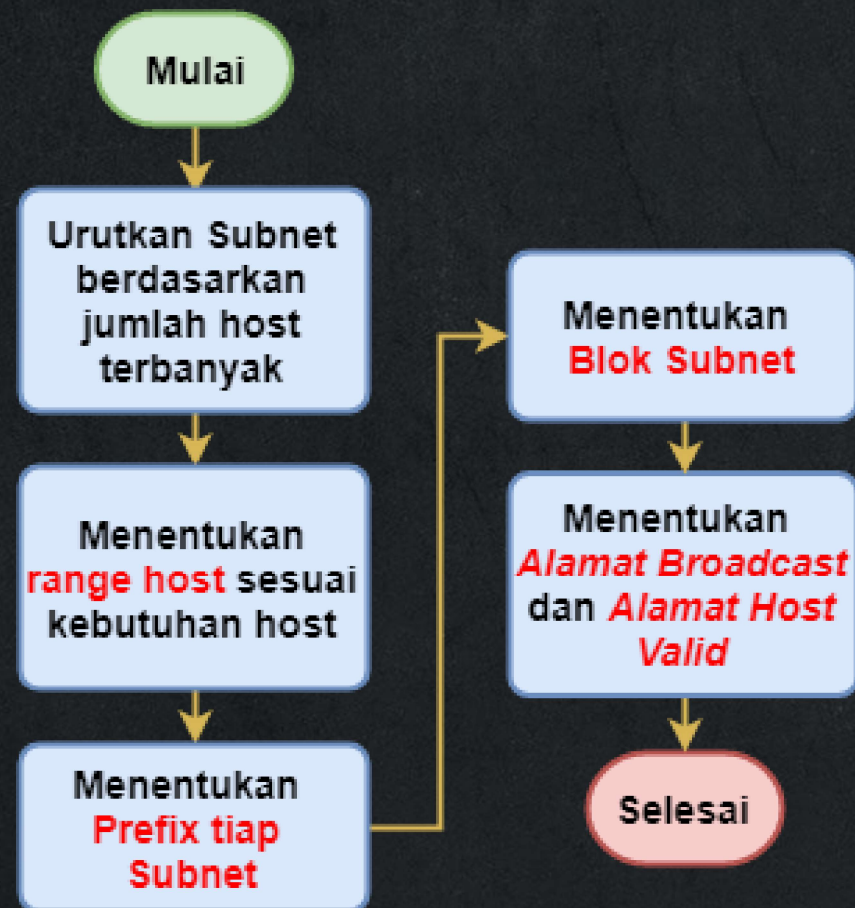 Mulai
Urutkan Subnet
berdasarkan
jumlah host
terbanyak
Menentukan
range host sesuai
kebutuhan host
Menentukan
Prefix tiap
Subnet
Menentukan
Blok Subnet
Menentukan
Alamat Broadcast
dan Alamat Host
Valid
Selesai